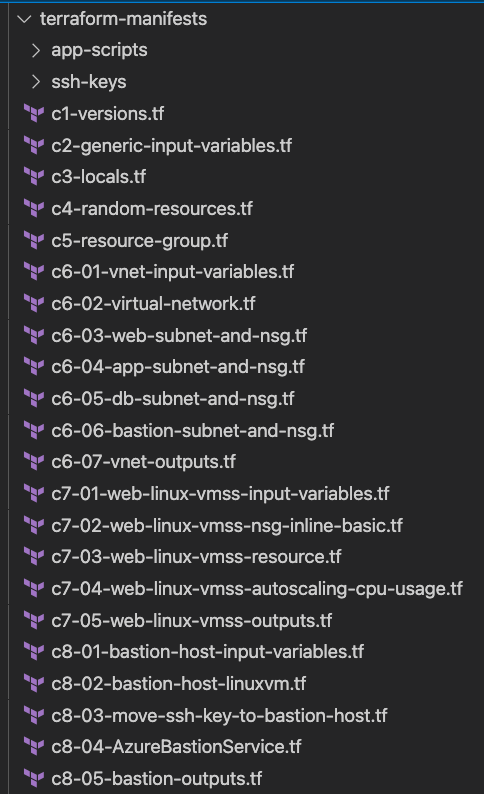 terraform-manifests
app-scripts
ssh-keys
c1-versions.tf
c2-generic-input-variables.tf
c3-locals.tf
c4-random-resources.tf
c5-resource-group.tf
c6-01-vnet-input-variables.tf
c6-02-virtual-network.tf
c6-03-web-subnet-and-nsg.tf
c6-04-app-subnet-and-nsg.tf
c6-05-db-subnet-and-nsg.tf
c6-06-bastion-subnet-and-nsg.tf
c6-07-vnet-outputs.tf
c7-01-web-linux-vmss-input-variables.tf
c7-02-web-linux-vmss-nsg-inline-basic.tf
c7-03-web-linux-vmss-resource.tf
c7-04-web-linux-vmss-autoscaling-cpu-usage.tf
c7-05-web-linux-vmss-outputs.tf
c8-01-bastion-host-input-variables.tf
c8-02-bastion-host-linuxvm.tf
c8-03-move-ssh-key-to-bastion-host.tf
c8-04-AzureBastionService.tf
c8-05-bastion-outputs.tf